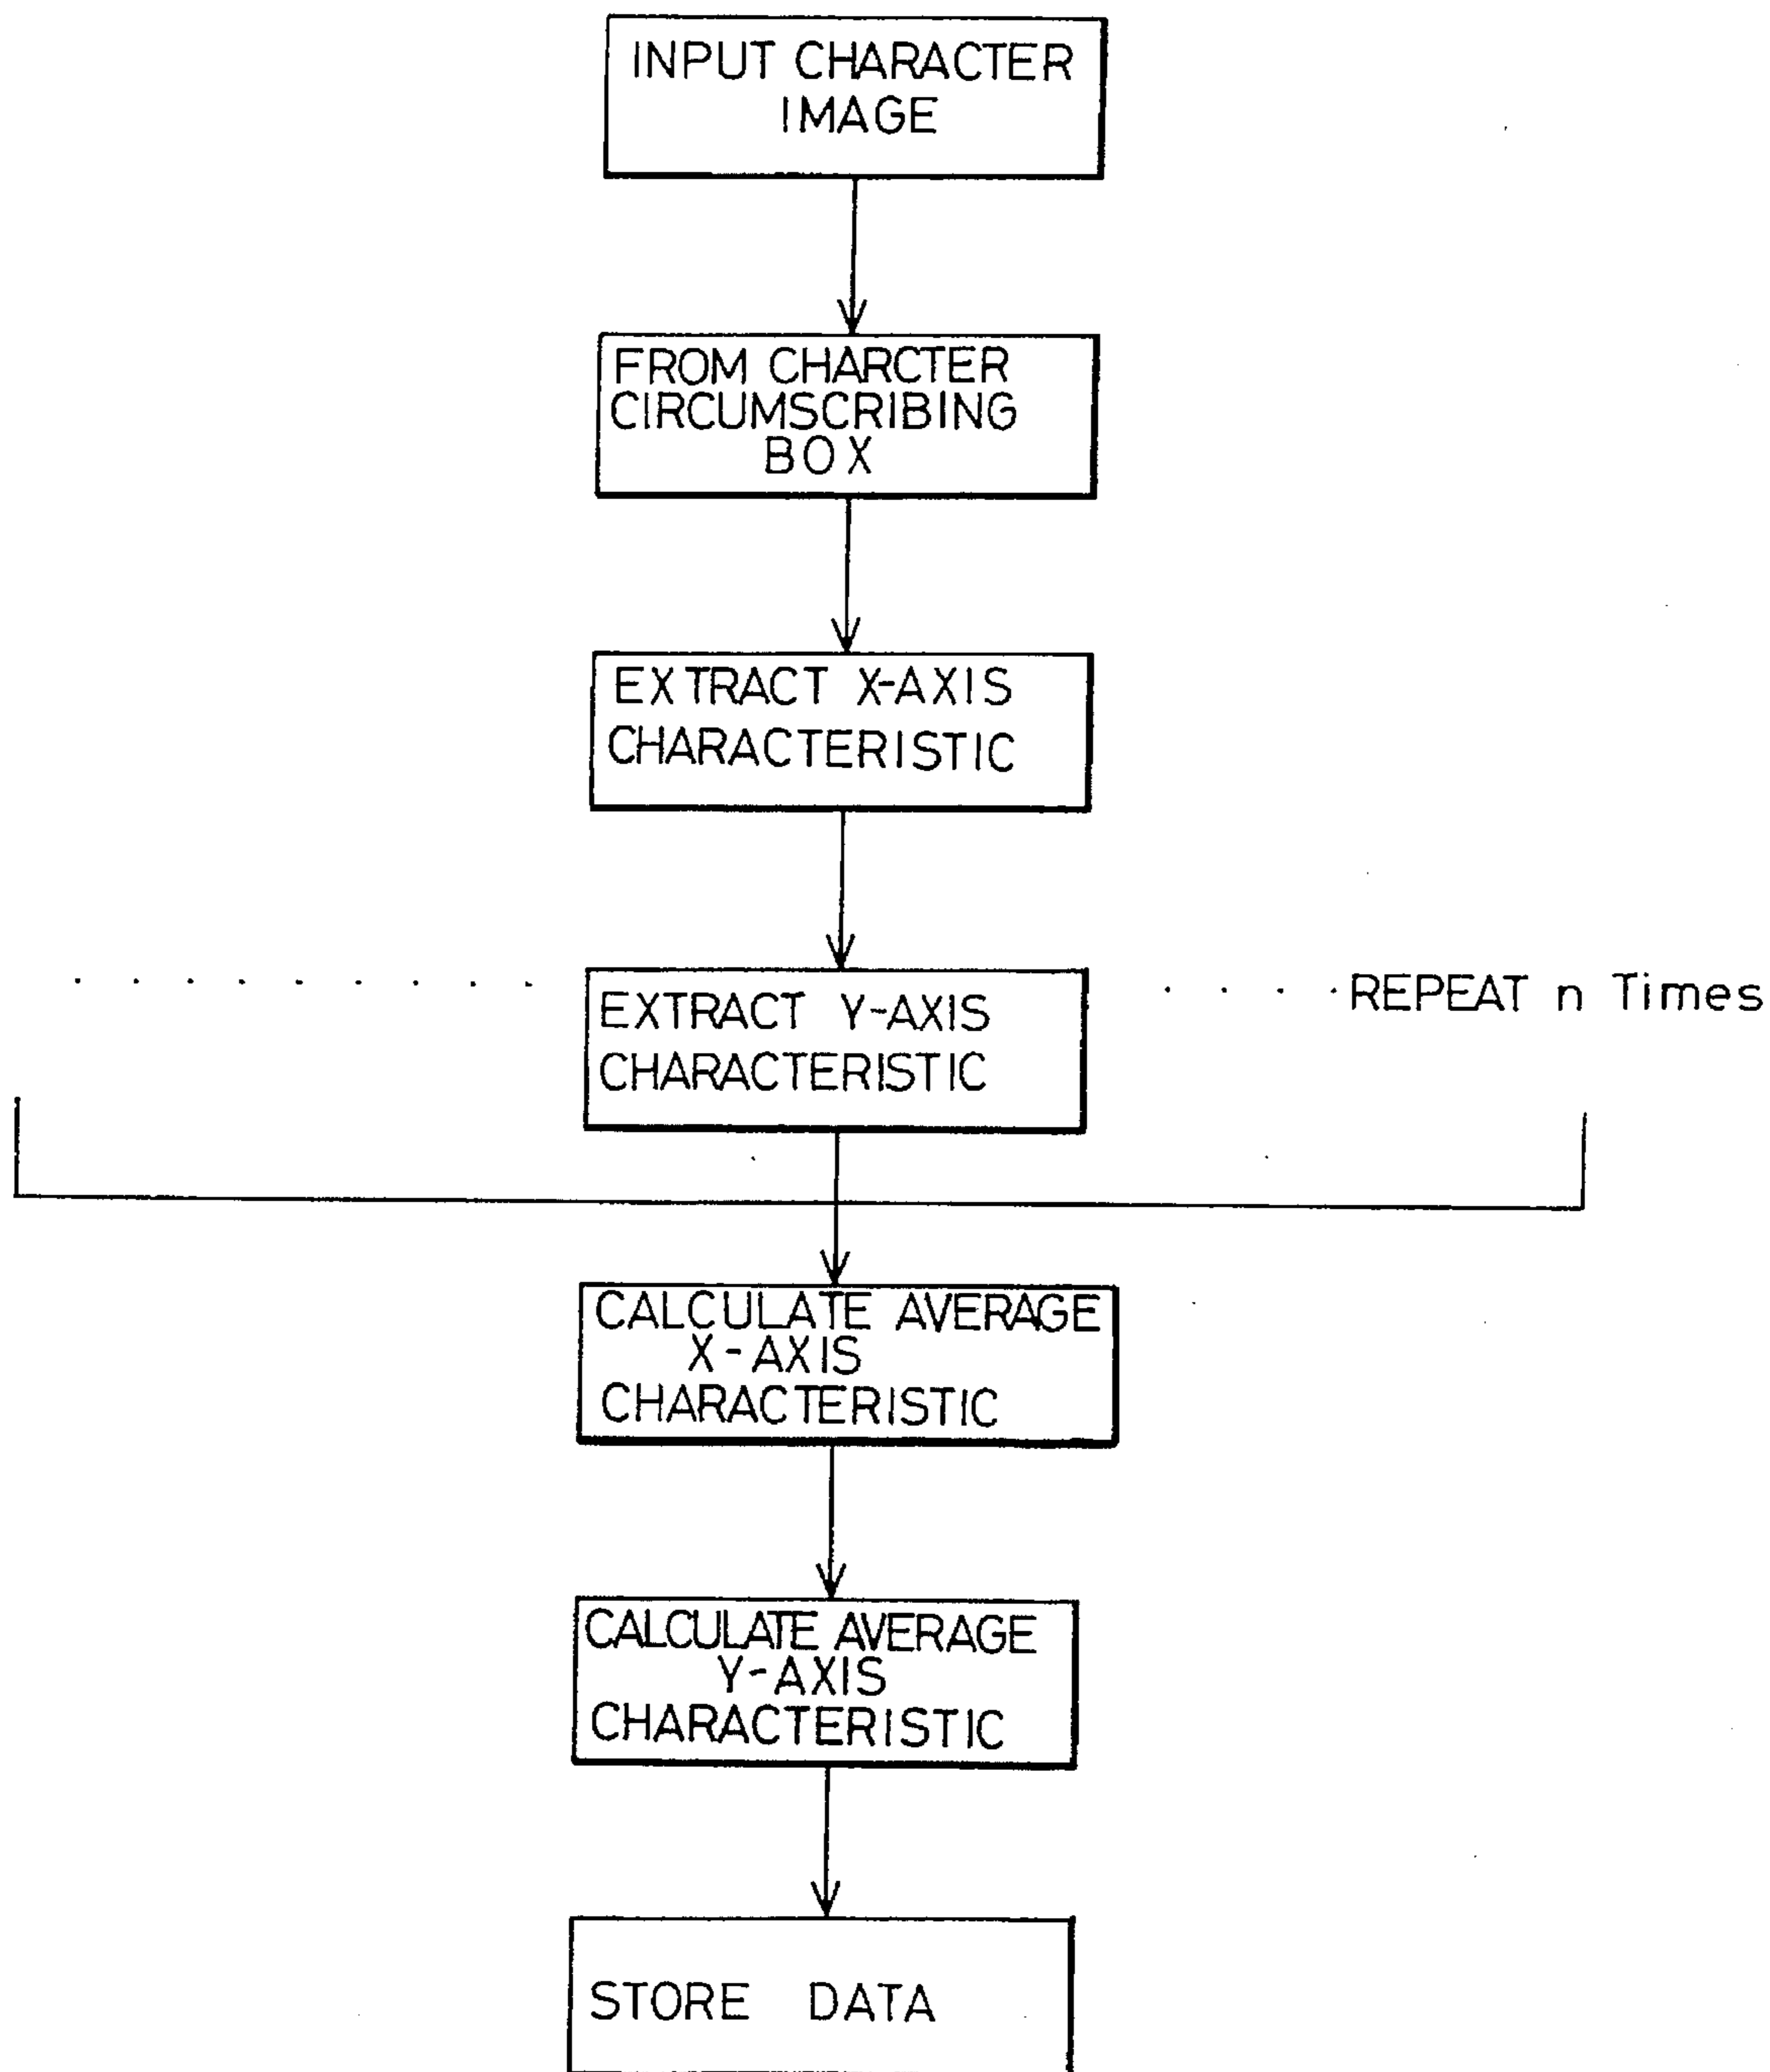 INPUT CHARACTER
IMAGE
FROM CHARCTER
CIRCUMSCRIBING
BOX
EXTRACT X-AXIS
CHARACTERISTIC
EXTRACT Y-AXIS
CHARACTERISTIC
REPEAT n Times
CALCULATE AVERAGE
X-AXIS
CHARACTERISTIC
CALCULATE AVERAGE
Y-AXIS
CHARACTERISTIC
STORE DATA